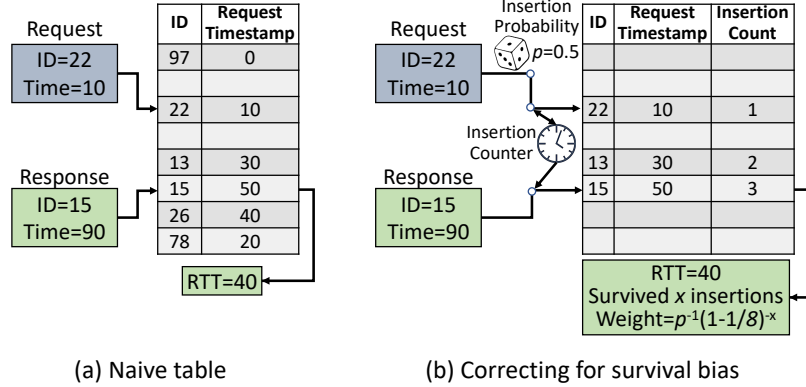 Request
ID=22
Time=10
Response
ID=15
Time=90
ID Request Timestamp
97 0
22 10
13 30
15 50
26 40
78 20
RTT=40
(a) Naive table
Request
ID=22
Time=10
Insertion
Probability
p=0.5
Insertion
Counter
Response
ID=15
Time=90
ID Request Timestamp Insertion Count
22 10 1
13 30 2
15 50 3
RTT=40
Survived x insertions
Weight=p⁻¹(1-1/8)⁻ˣ
(b) Correcting for survival bias